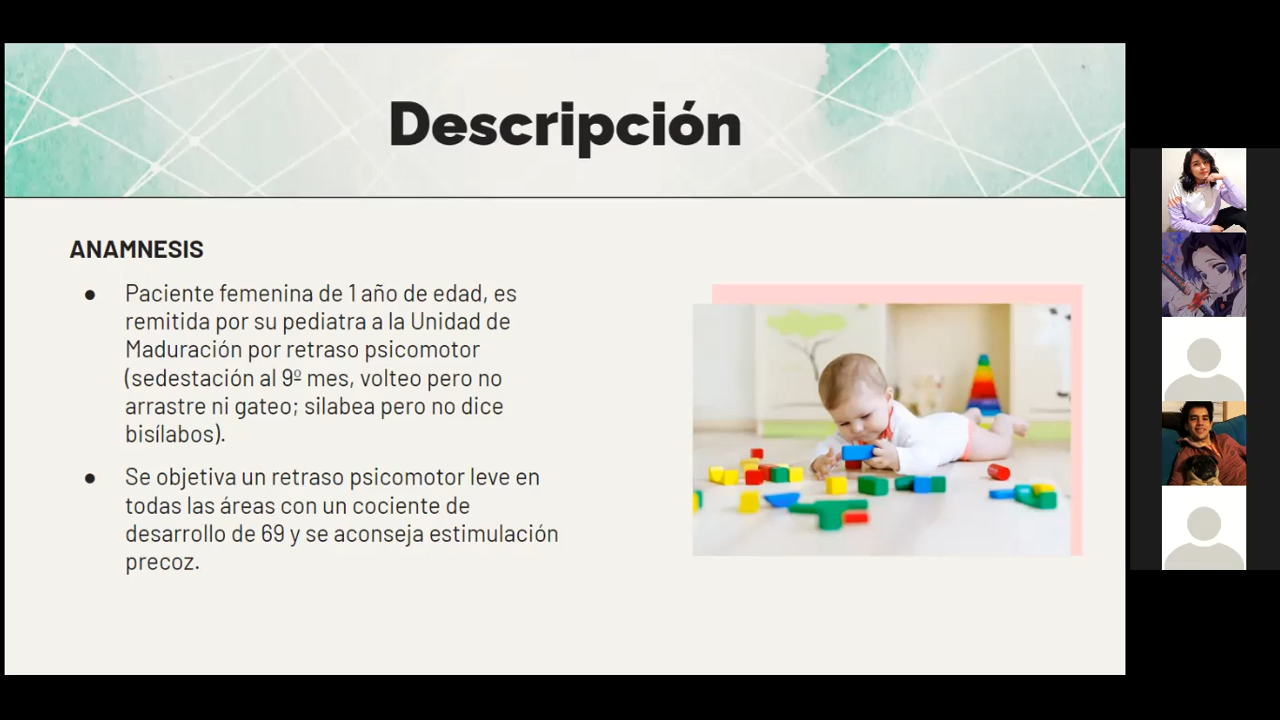 Descripción
ANAMNESIS
● Paciente femenina de 1 año de edad, es
remitida por su pediatra a la Unidad de
Maduración por retraso psicomotor
(sedestación al 9º mes, volteo pero no
arrastre ni gateo; silabea pero no dice
bisílabos).
● Se objetiva un retraso psicomotor leve en
todas las áreas con un cociente de
desarrollo de 69 y se aconseja estimulación
precoz.